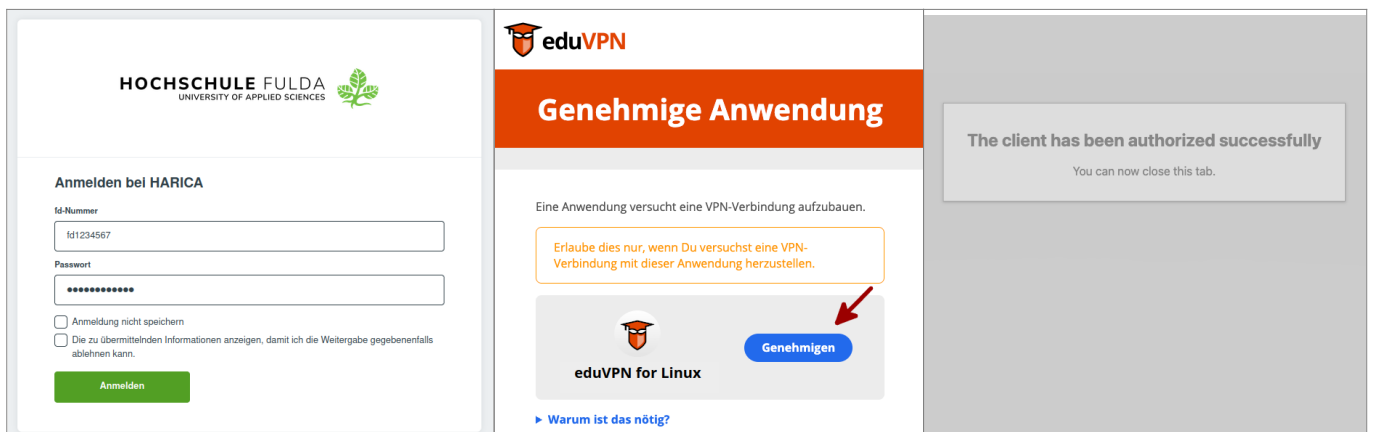 HOCHSCHULE FULDA
UNIVERSITY OF APPLIED SCIENCES
Anmelden bei HARICA
fd-Nummer
fd1234567
Passwort
●●●●●●●●●●●●
Anmeldung nicht speichern
Die zu übermittelnden Informationen anzeigen, damit ich die Weitergabe gegebenenfalls
ablehnen kann.
Anmelden
eduVPN
Genehmige Anwendung
Eine Anwendung versucht eine VPN-Verbindung aufzubauen.
Erlaube dies nur, wenn Du versuchst eine VPN-
Verbindung mit dieser Anwendung herzustellen.
Genehmigen
eduVPN for Linux
▶ Warum ist das nötig?
The client has been authorized successfully
You can now close this tab.